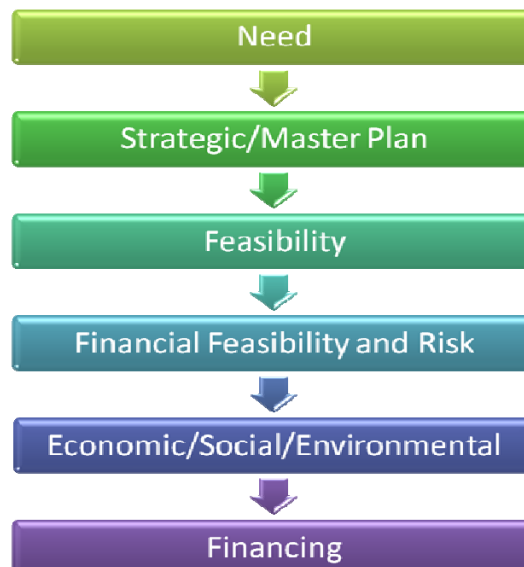 Need
Strategic/Master Plan
Feasibility
Financial Feasibility and Risk
Economic/Social/Environmental
Financing